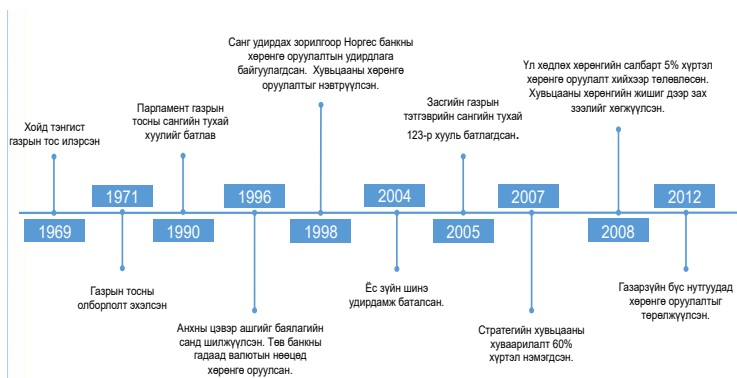 Хойд тэнгист
газрын тос илэрсэн
1969
1971
Газрын тосны
олборлолт эхэлсэн
Парламент газрын
тосны сангийн тухай
хуулийг батлав
1990
1996
Анхны цэвэр ашгийг баялагийн
санд шилжүүлсэн. Төв банкны
гадаад валютын нөөцөд
хөрөнгө оруулсан.
Санг удирдах зорилгоор Норгес банкны
хөрөнгө оруулалтын удирдлага
байгуулагдсан. Хувьцааны хөрөнгө
оруулалтыг нэвтрүүлсэн.
1998
2004
Ёс зүйн шинэ
удирдамж баталсан.
Засгийн газрын
тэтгэврийн сангийн тухай
123-р хууль батлагдсан.
2005
2007
Стратегийн хувьцааны
хуваарилалт 60%
хүртэл нэмэгдсэн.
Үл хөдлөх хөрөнгийн салбарт 5% хүртэл
хөрөнгө оруулалт хийхээр төлөвлөсөн.
Хувьцааны хөрөнгийн жишиг дээр зах
зээлийг хөгжүүлсэн.
2008
2012
Газарзүйн бүс нутгуудад
хөрөнгө оруулалтыг
төрөлжүүлсэн.